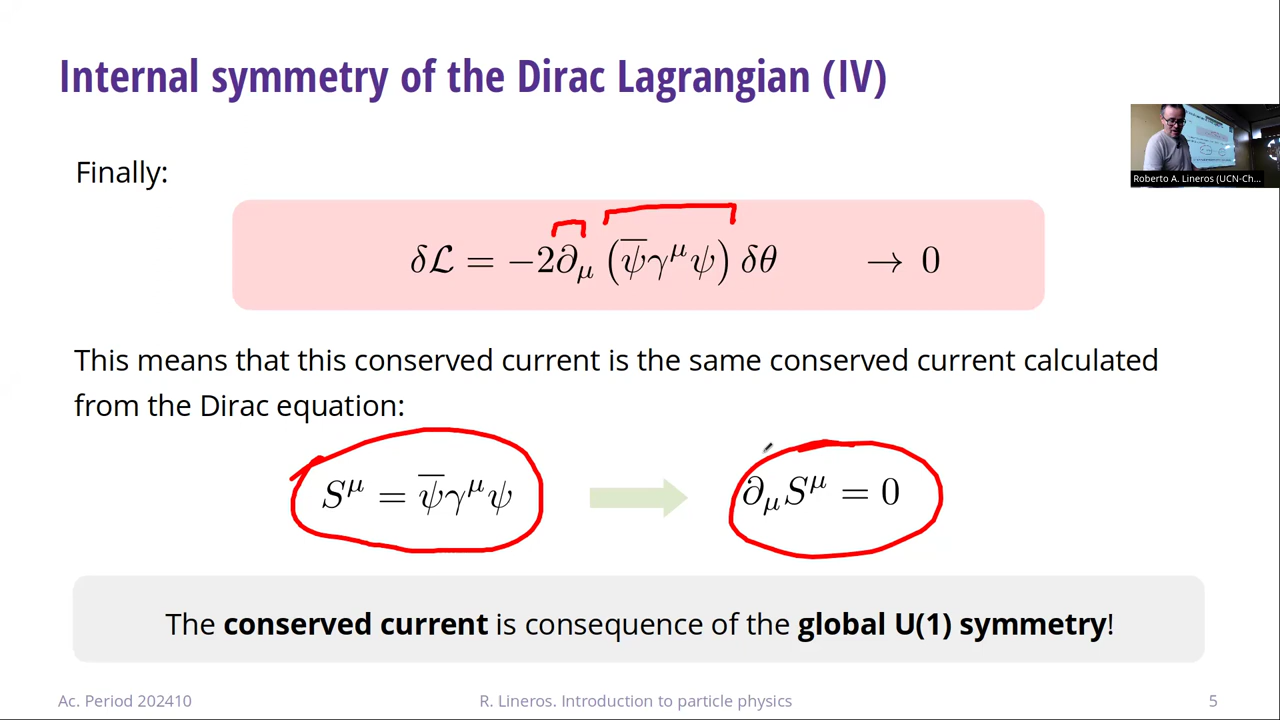 Internal symmetry of the Dirac Lagrangian (IV)
Finally:
Roberto A. Lineros (UCN-Ch...
δℒ = −2∂_μ (ψ̅γ^μψ) δθ → 0
This means that this conserved current is the same conserved current calculated
from the Dirac equation:
S^μ = ψ̅γ^μψ
∂_μS^μ = 0
The conserved current is consequence of the global U(1) symmetry!
Ac. Period 202410
R. Lineros. Introduction to particle physics
5